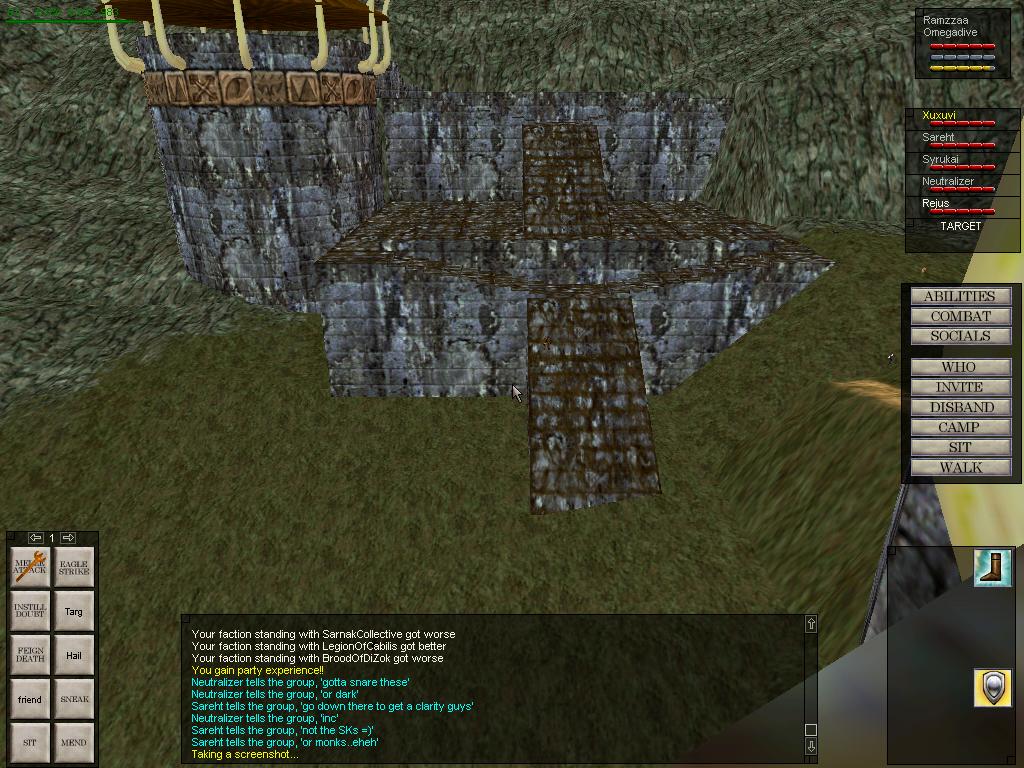 Ramzzaa
Omegadive
Xuxuvi
Sareht
Syrukai
Neutralizer
Rejus
TARGET
ABILITIES
COMBAT
SOCIALS
WHO
INVITE
DISBAND
CAMP
SIT
WALK
1
MELEE ATTACK
EAGLE STRIKE
INSTILL DOUBT
Targ
FEIGN DEATH
Hail
friend
SNEAK
SIT
MEND
Your faction standing with SarnakCollective got worse
Your faction standing with LegionOfCabilis got better
Your faction standing with BroodOfDiZok got worse
You gain party experience!!
Neutralizer tells the group, 'gotta snare these'
Neutralizer tells the group, 'or dark'
Sareht tells the group, 'go down there to get a clarity guys'
Neutralizer tells the group, 'inc'
Sareht tells the group, 'not the SKs =)'
Sareht tells the group, 'or monks..eheh'
Taking a screenshot...